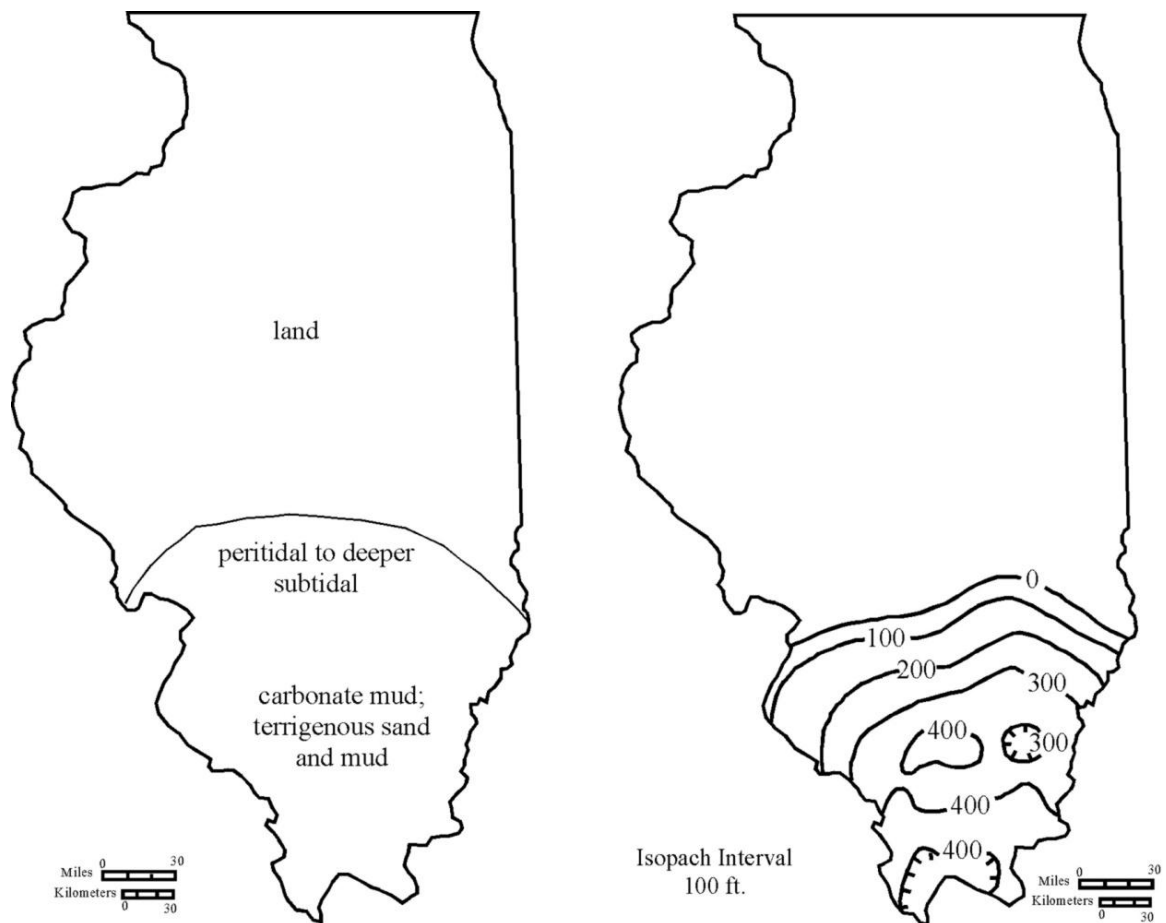 land
peritidal to deeper
subtidal
carbonate mud;
terrigenous sand
and mud
0 30
Miles
Kilometers
0 30
0
100
200
300
400
300
400
400
Isopach Interval
100 ft.
0 30
Miles
Kilometers
0 30